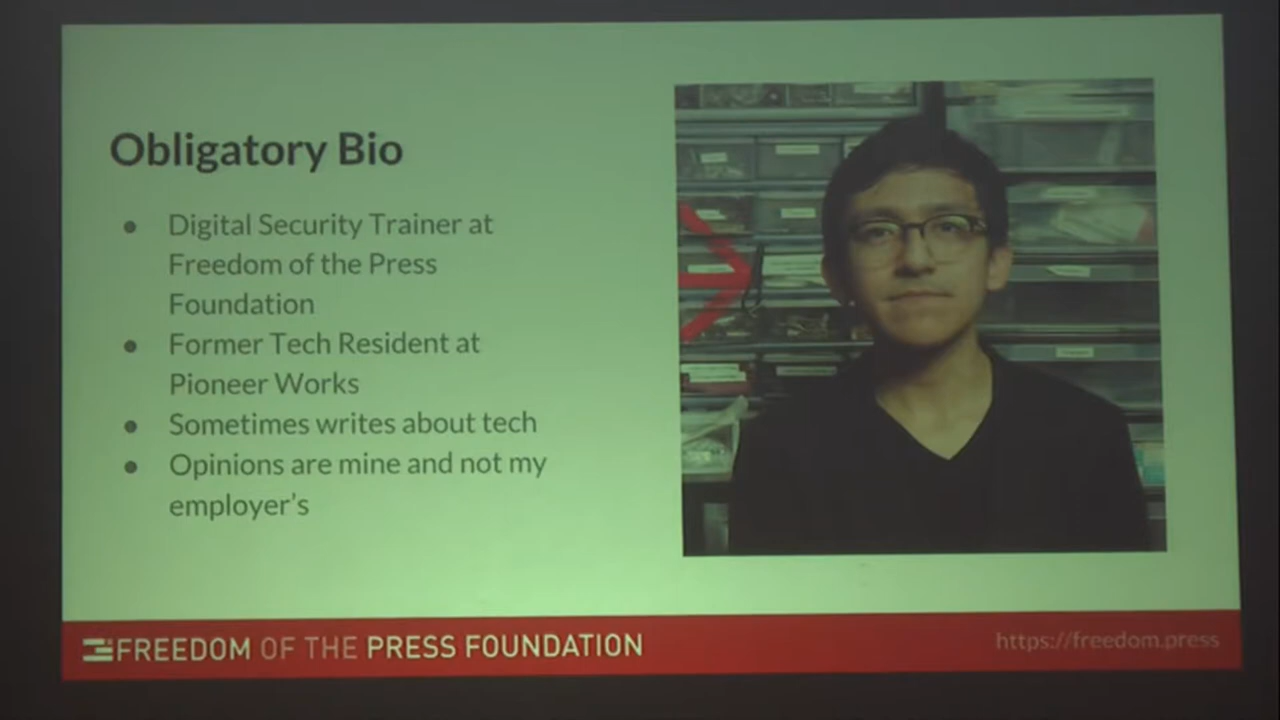 Obligatory Bio
● Digital Security Trainer at
Freedom of the Press
Foundation
● Former Tech Resident at
Pioneer Works
● Sometimes writes about tech
● Opinions are mine and not my
employer's
FREEDOM OF THE PRESS FOUNDATION
https://freedom.press